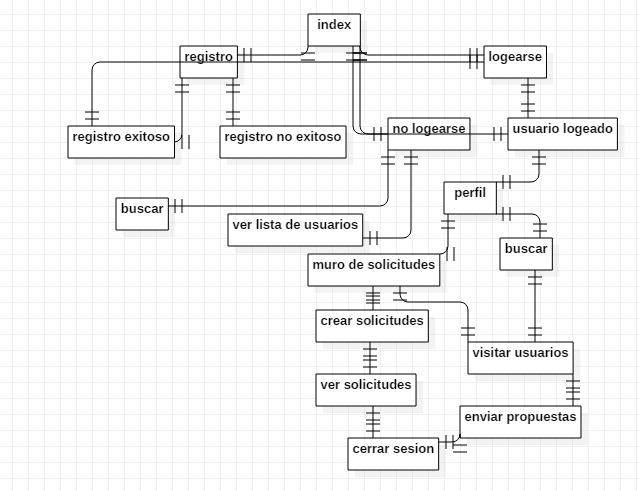 index
registro
logearse
registro exitoso
registro no exitoso
no logearse
usuario logeado
perfil
buscar
ver lista de usuarios
buscar
muro de solicitudes
crear solicitudes
visitar usuarios
ver solicitudes
enviar propuestas
cerrar sesion